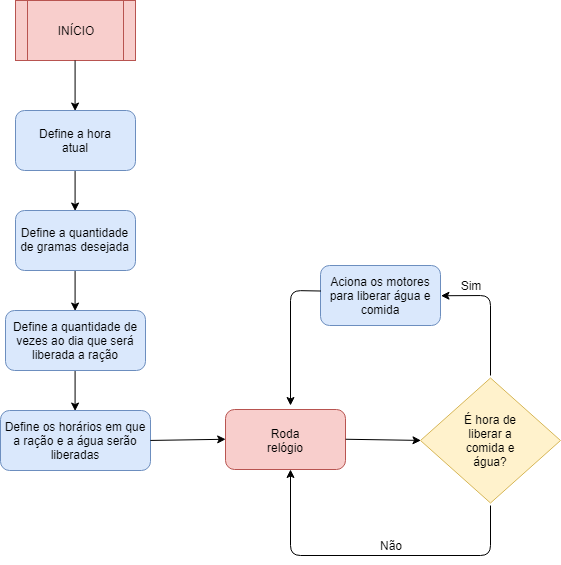 INÍCIO
Define a hora
atual
Define a quantidade
de gramas desejada
Define a quantidade de
vezes ao dia que será
liberada a ração
Define os horários em que
a ração e a água serão
liberadas
Roda
relógio
Aciona os motores
para liberar água e
comida
Sim
É hora de
liberar a
comida e
água?
Não